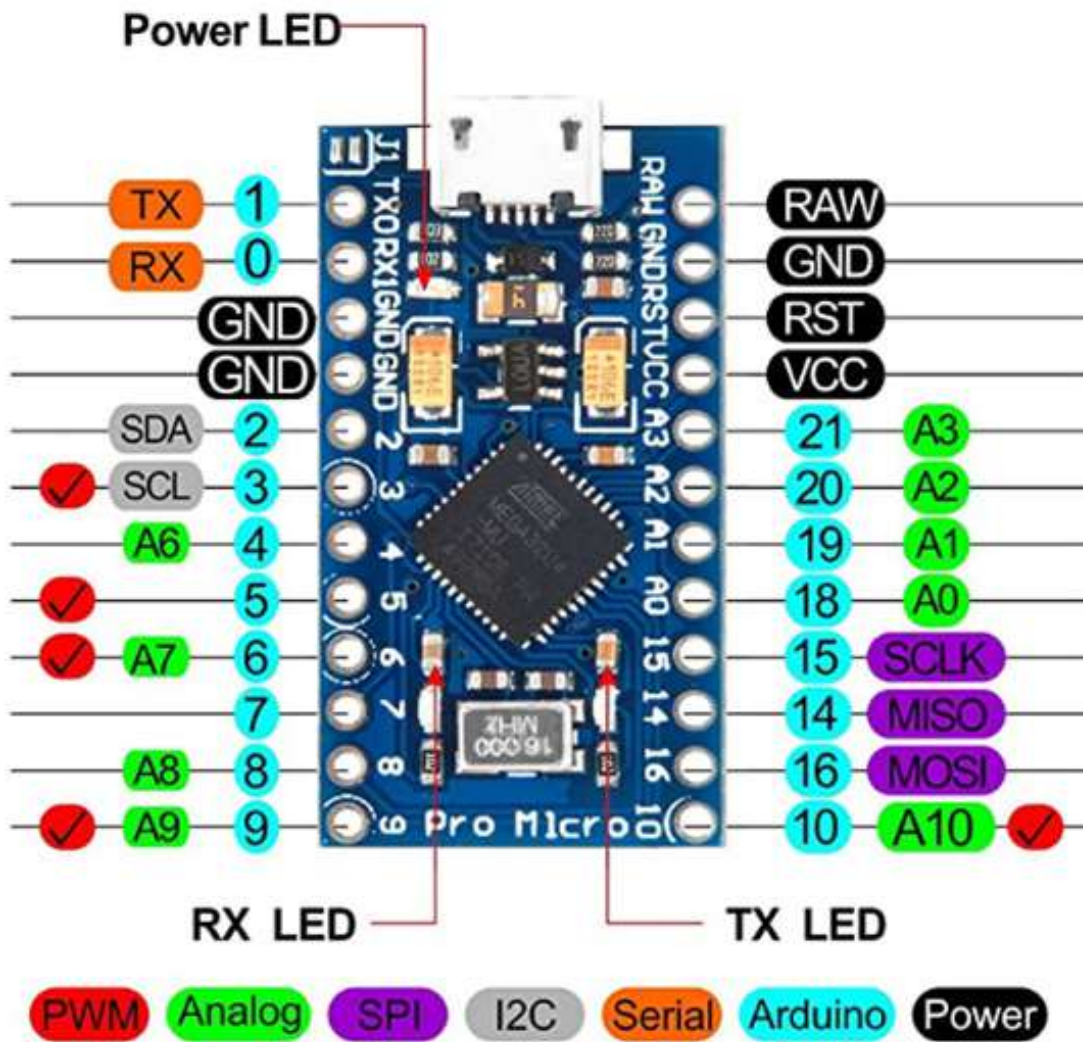 Power LED
J1
TX 1 TXO RAW RAW
RX 0 RX1 GND GND
GND GND RST RST
GND GND VCC VCC
SDA 2 2 A3 21 A3
SCL 3 3 A2 20 A2
A6 4 4 A1 19 A1
5 5 A0 18 A0
A7 6 6 15 15 SCLK
7 7 14 14 MISO
A8 8 8 16 16 MOSI
A9 9 9 Pro Micro 10 10 A10
16.000
MHz
RX LED TX LED
PWM Analog SPI I2C Serial Arduino Power